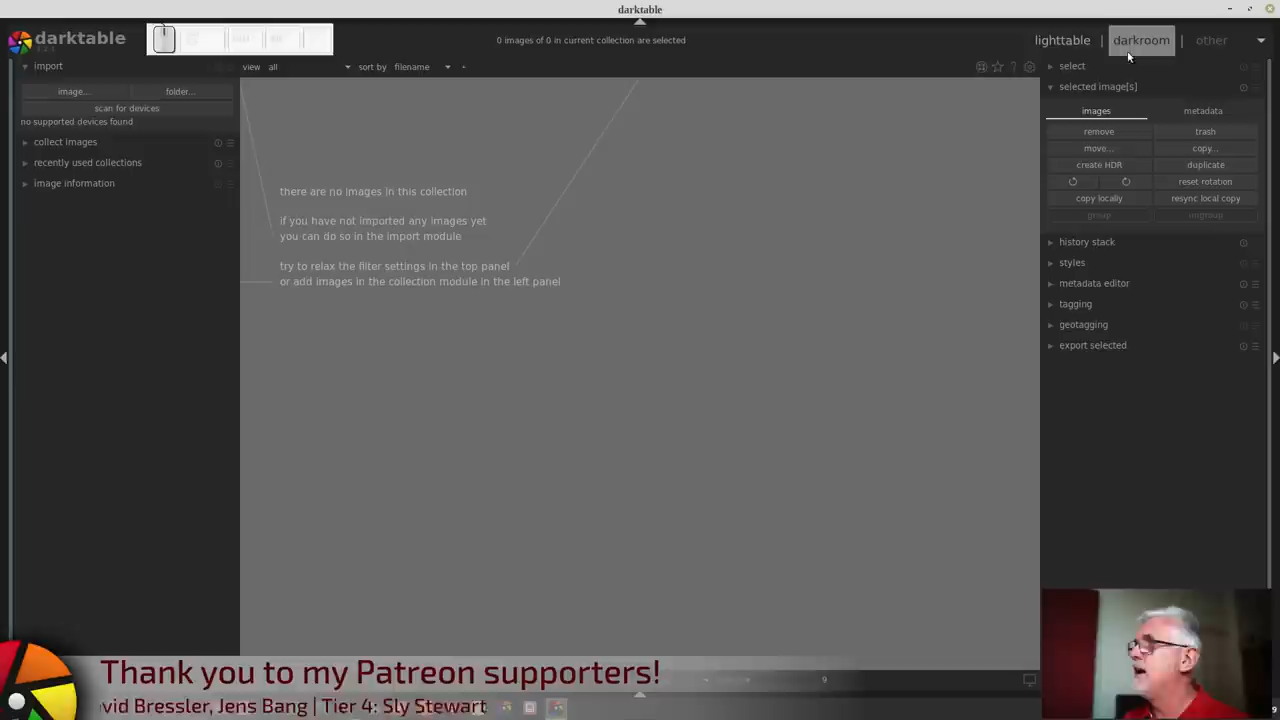 darktable
darktable
0 images of 0 in current collection are selected
lighttable | darkroom | other
import
view all sort by filename
image... folder...
scan for devices
no supported devices found
collect images
recently used collections
image information
there are no images in this collection
if you have not imported any images yet
you can do so in the import module
try to relax the filter settings in the top panel
or add images in the collection module in the left panel
select
selected image[s]
images metadata
remove trash
move... copy...
create HDR duplicate
reset rotation
copy locally resync local copy
group ungroup
history stack
styles
metadata editor
tagging
geotagging
export selected
9
Thank you to my Patreon supporters!
vid Bressler, Jens Bang | Tier 4: Sly Stewart